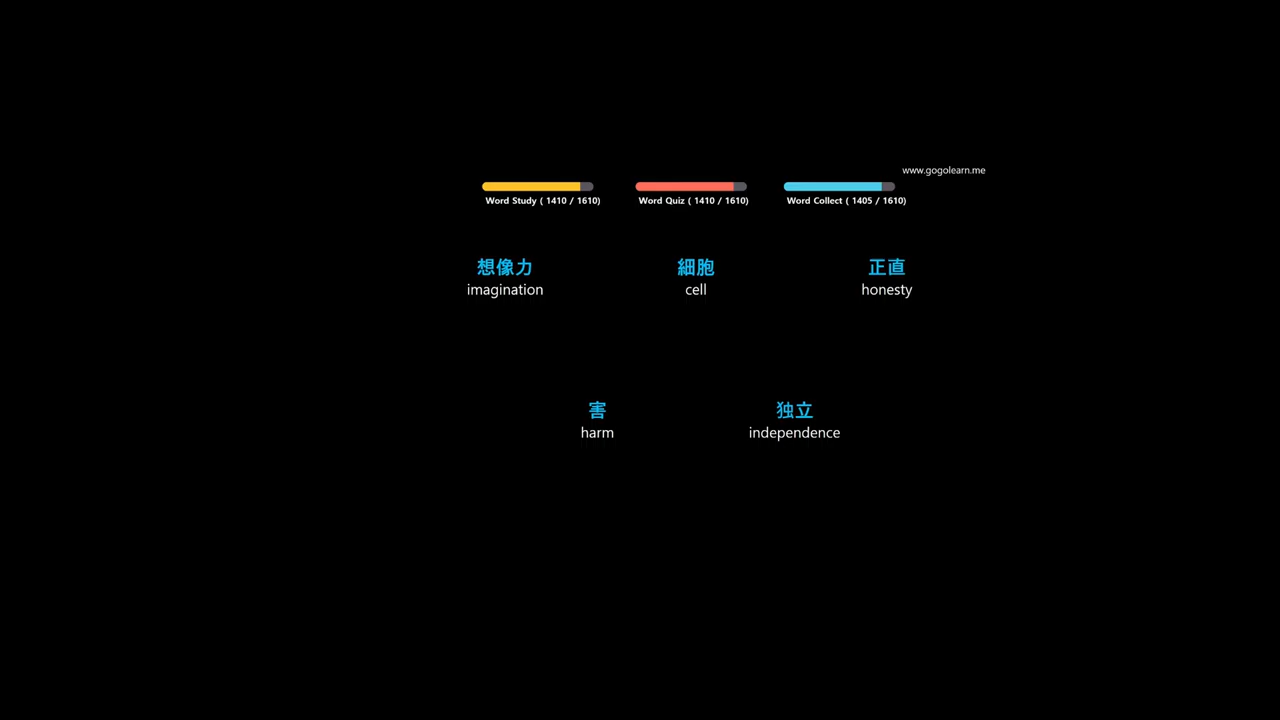 www.gogolearn.me
Word Study ( 1410 / 1610)
Word Quiz ( 1410 / 1610)
Word Collect ( 1405 / 1610)
想像力
imagination
細胞
cell
正直
honesty
害
harm
独立
independence